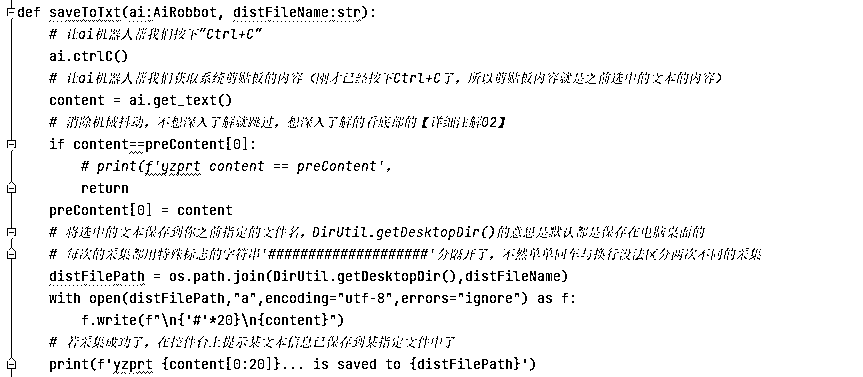 def saveToTxt(ai:AiRobbot, distFileName:str):
# 让ai机器人帮我们按下"Ctrl+C"
ai.ctrlC()
# 让ai机器人帮我们获取系统剪贴板的内容（刚才已经按下Ctrl+C了，所以剪贴板内容就是之前选中的文本的内容）
content = ai.get_text()
# 消除机械抖动，不想深入了解就跳过，想深入了解的看底部的【详细注解02】
if content==preContent[0]:
# print(f'yzprt content == preContent',
return
preContent[0] = content
# 将选中的文本保存到你之前指定的文件名，DirUtil.getDesktopDir()的意思是默认都是保存在电脑桌面的
# 每次的采集都用特殊标志的字符串'####################'分隔开了，不然单单回车与换行没法区分两次不同的采集
distFilePath = os.path.join(DirUtil.getDesktopDir(),distFileName)
with open(distFilePath,"a",encoding="utf-8",errors="ignore") as f:
f.write(f"\n{'#'*20}\n{content}")
# 若采集成功了，在控件台上提示某文本信息已保存到某指定文件中了
print(f'yzprt {content[0:20]}... is saved to {distFilePath}')